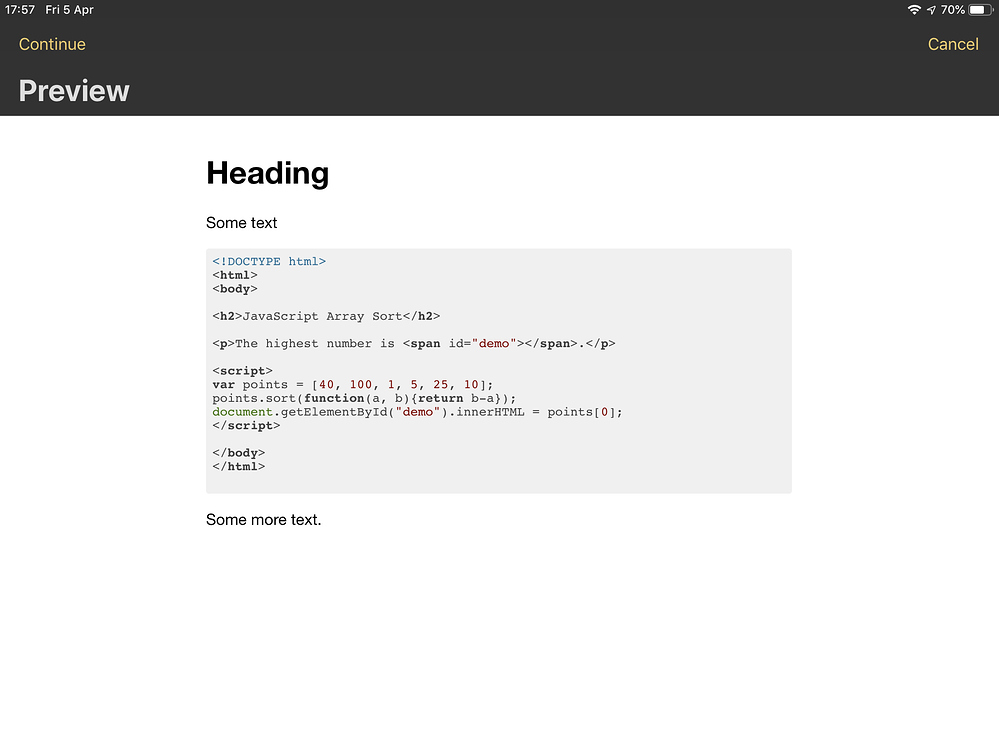 17:57 Fri 5 Apr 70%
Continue Cancel
Preview
Heading
Some text
<!DOCTYPE html>
<html>
<body>

<h2>JavaScript Array Sort</h2>

<p>The highest number is <span id="demo"></span>.</p>

<script>
var points = [40, 100, 1, 5, 25, 10];
points.sort(function(a, b){return b-a});
document.getElementById("demo").innerHTML = points[0];
</script>

</body>
</html>
Some more text.